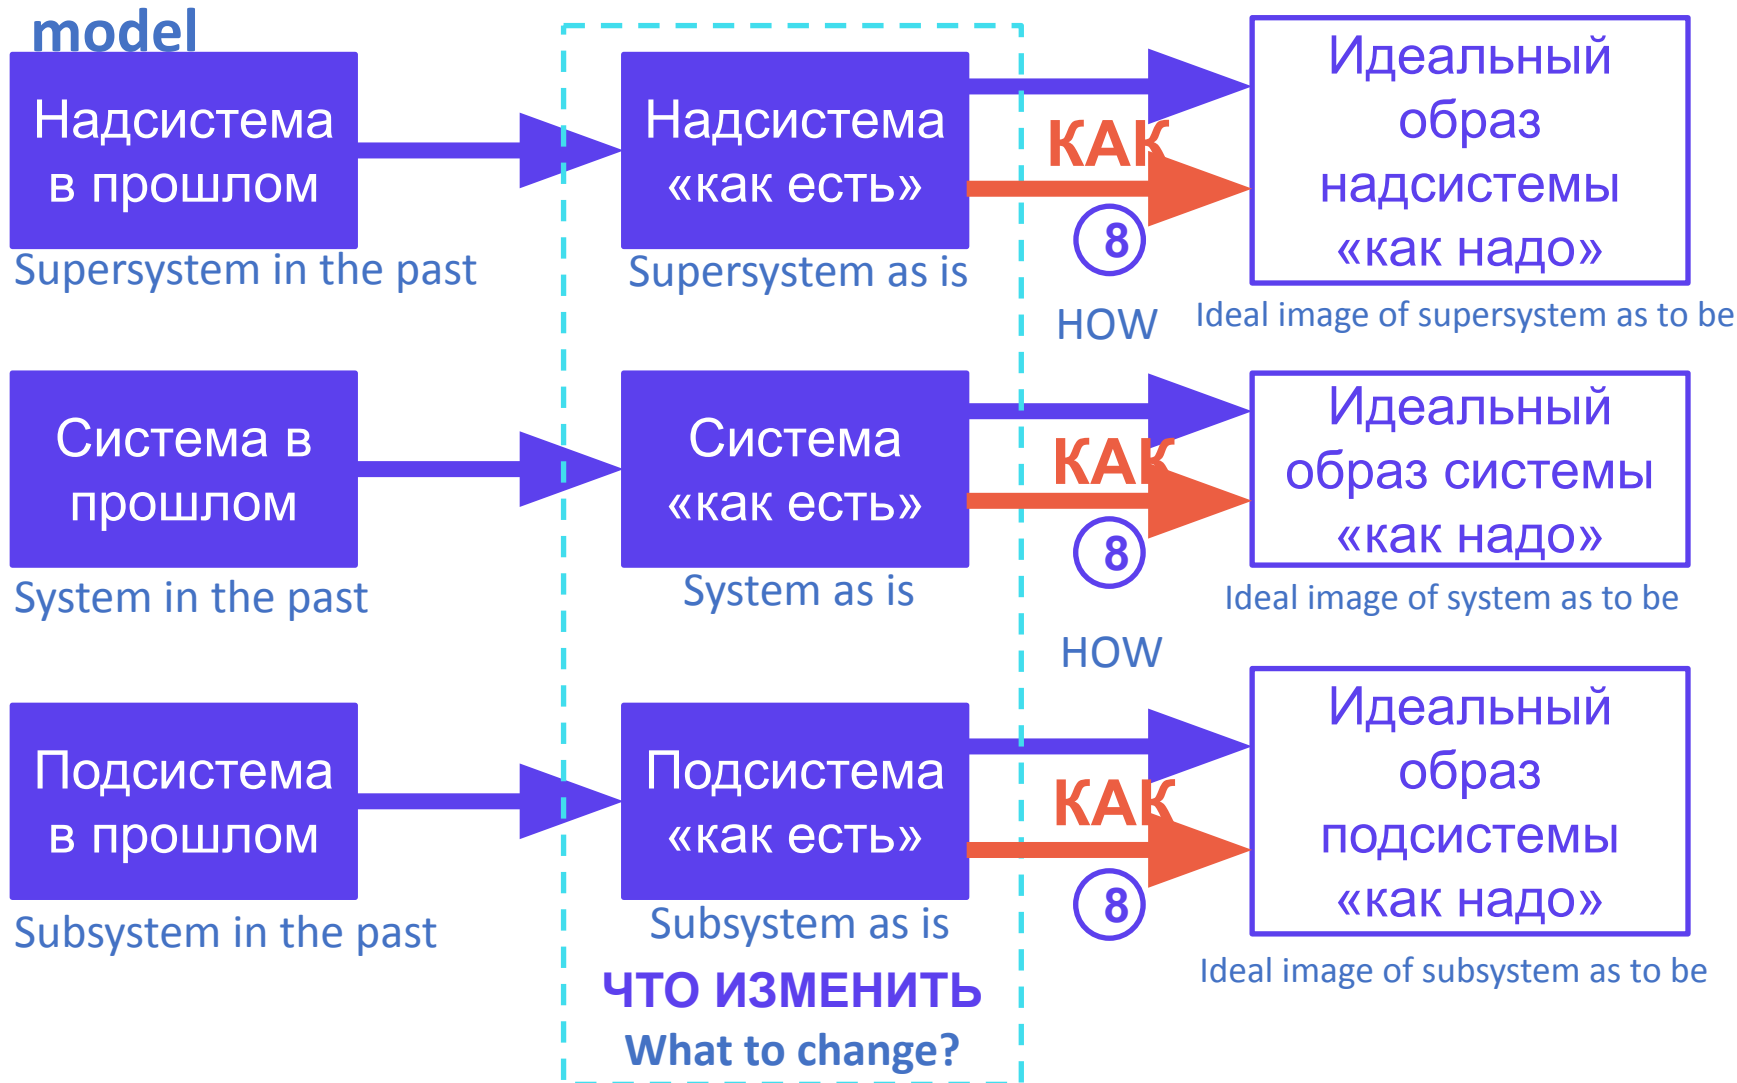 model
Надсистема
в прошлом
Supersystem in the past
Надсистема
«как есть»
Supersystem as is
КАК
8
HOW
Идеальный
образ
надсистемы
«как надо»
Ideal image of supersystem as to be
Система в
прошлом
System in the past
Система
«как есть»
System as is
КАК
8
HOW
Идеальный
образ системы
«как надо»
Ideal image of system as to be
Подсистема
в прошлом
Subsystem in the past
Подсистема
«как есть»
Subsystem as is
КАК
8
Идеальный
образ
подсистемы
«как надо»
Ideal image of subsystem as to be
ЧТО ИЗМЕНИТЬ
What to change?